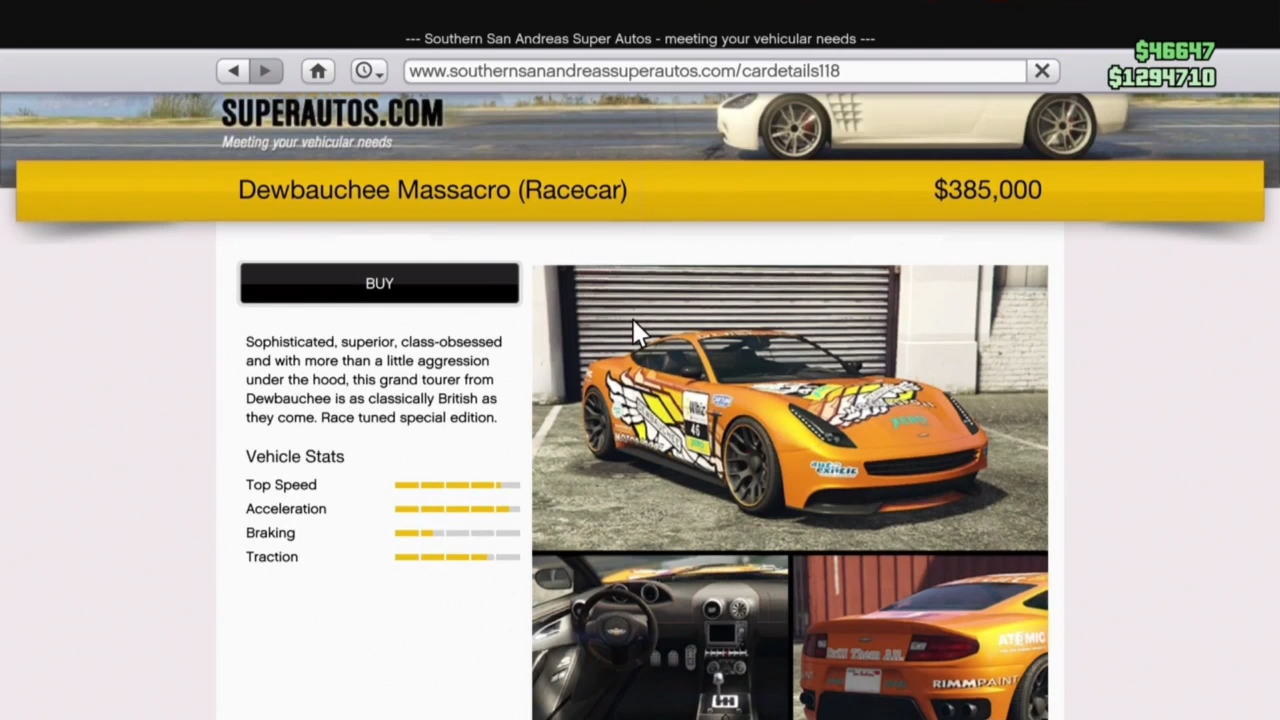 --- Southern San Andreas Super Autos - meeting your vehicular needs ---
$46647
$1294710
www.southernsanandreassuperautos.com/cardetails118
SUPERAUTOS.COM
Meeting your vehicular needs
Dewbauchee Massacro (Racecar)
$385,000
BUY
Sophisticated, superior, class-obsessed
and with more than a little aggression
under the hood, this grand tourer from
Dewbauchee is as classically British as
they come. Race tuned special edition.
Vehicle Stats
Top Speed
Acceleration
Braking
Traction
46
RIMMPAINT